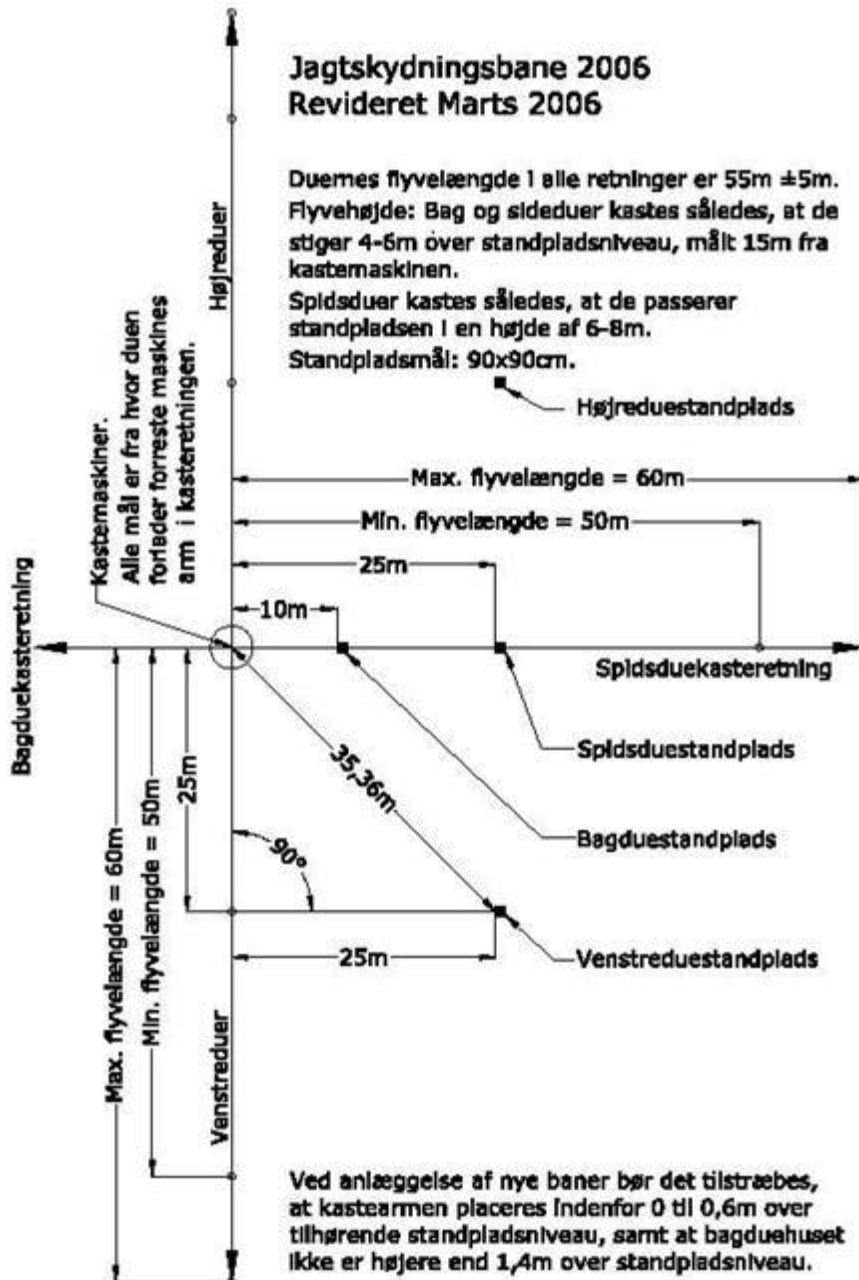 Jagtskydningsbane 2006
Revideret Marts 2006
Duernes flyvelængde i alle retninger er 55m ±5m.
Flyvehøjde: Bag og sideduer kastes således, at de
stiger 4-6m over standpladsniveau, målt 15m fra
kastemaskinen.
Spidsduer kastes således, at de passerer
standpladsen i en højde af 6-8m.
Standpladsmål: 90x90cm.
Højreduer
Højreduestandplads
Kastemaskiner.
Alle mål er fra hvor duen
forlader forreste maskines
arm i kasteretningen.
Max. flyvelængde = 60m
Min. flyvelængde = 50m
25m
10m
Bagduekasteretning
Spidsduekasteretning
Spidsduestandplads
35,36m
25m
Bagduestandplads
90°
Max. flyvelængde = 60m
Min. flyvelængde = 50m
25m
Venstreduestandplads
Venstreduer
Ved anlæggelse af nye baner bør det tilstræbes,
at kastearmen placeres indenfor 0 til 0,6m over
tilhørende standpladsniveau, samt at bagduehuset
ikke er højere end 1,4m over standpladsniveau.